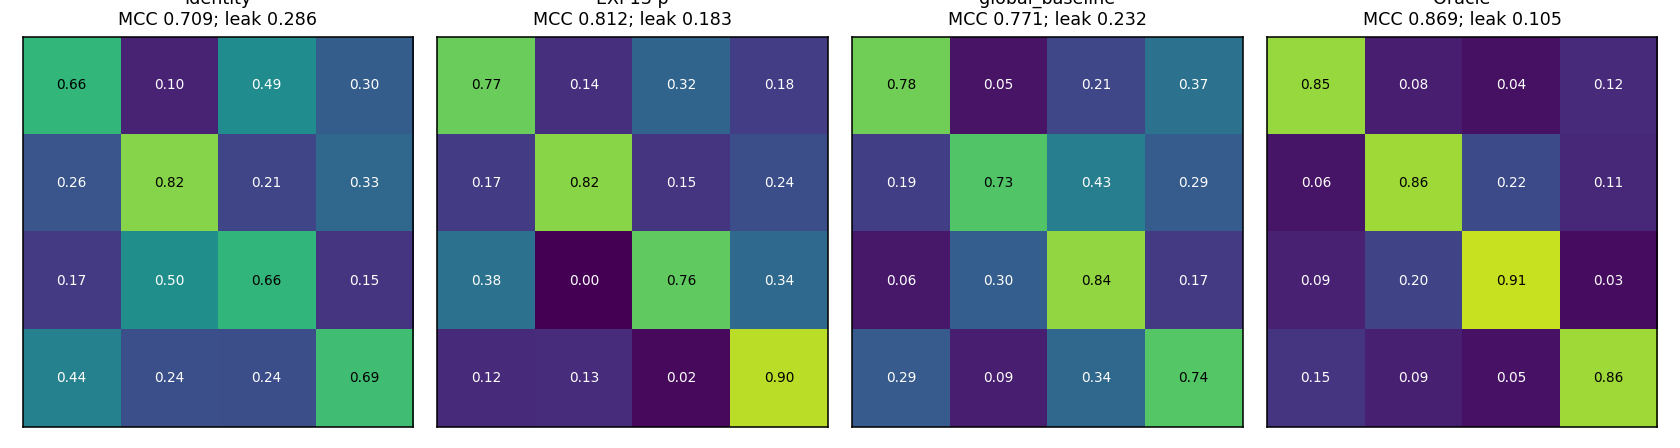 MCC 0.709; leak 0.286
MCC 0.812; leak 0.183
global_baseline
MCC 0.771; leak 0.232
MCC 0.869; leak 0.105
0.66 0.10 0.49 0.30
0.26 0.82 0.21 0.33
0.17 0.50 0.66 0.15
0.44 0.24 0.24 0.69
0.77 0.14 0.32 0.18
0.17 0.82 0.15 0.24
0.38 0.00 0.76 0.34
0.12 0.13 0.02 0.90
0.78 0.05 0.21 0.37
0.19 0.73 0.43 0.29
0.06 0.30 0.84 0.17
0.29 0.09 0.34 0.74
0.85 0.08 0.04 0.12
0.06 0.86 0.22 0.11
0.09 0.20 0.91 0.03
0.15 0.09 0.05 0.86